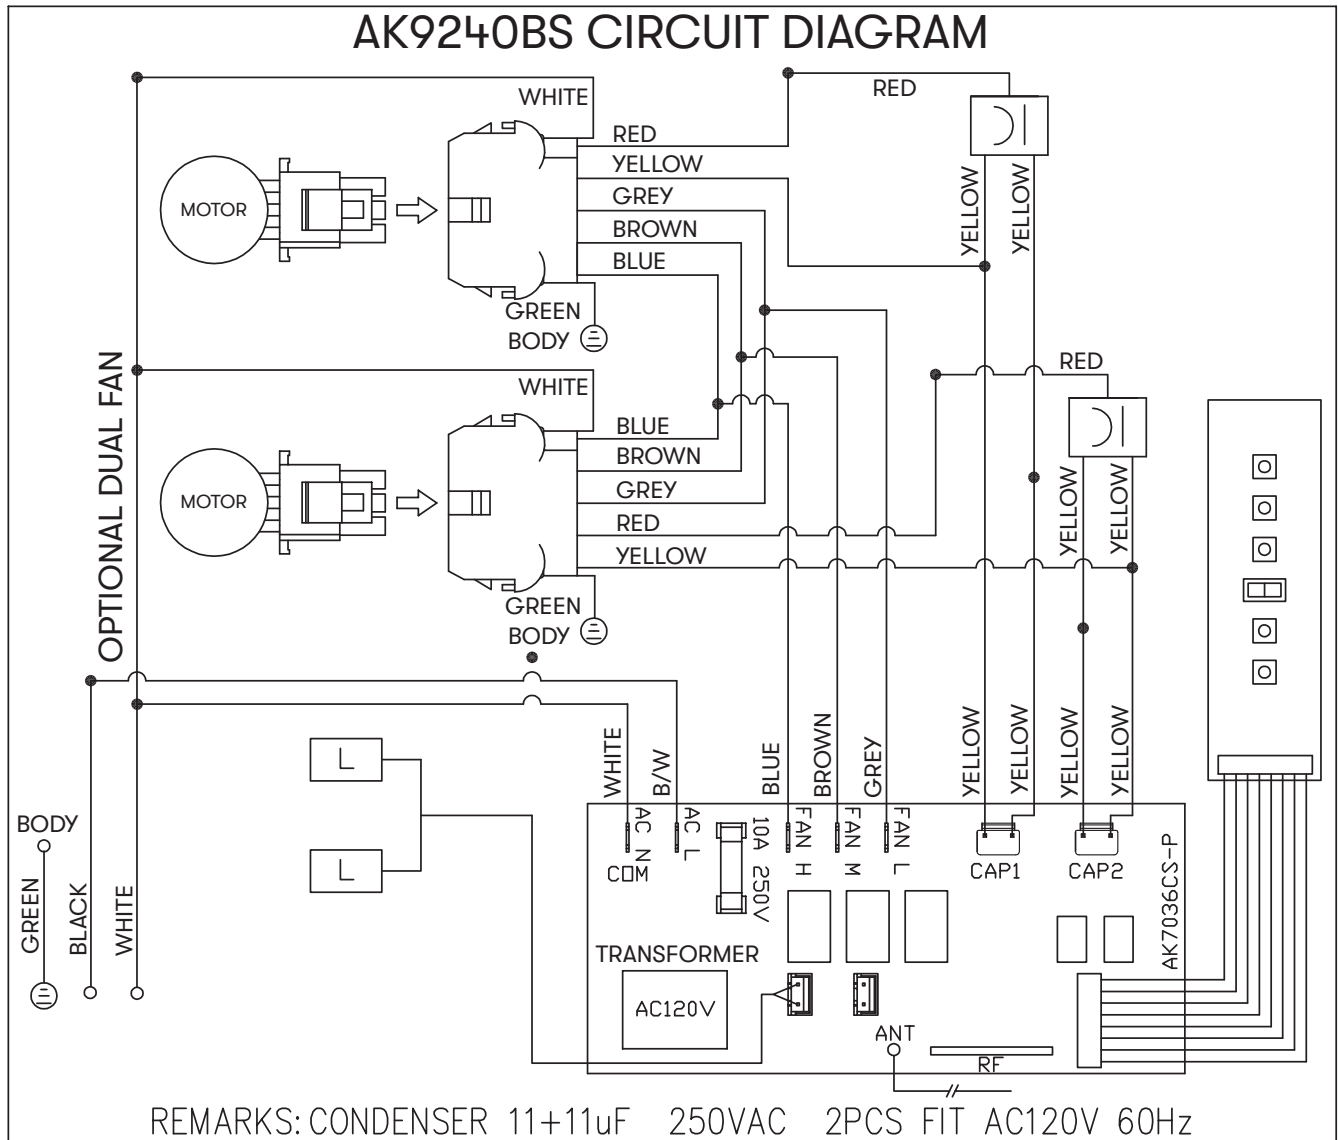 AK9240BS CIRCUIT DIAGRAM
WHITE
RED
RED
YELLOW
MOTOR
GREY
BROWN
BLUE
YELLOW
YELLOW
GREEN
BODY
OPTIONAL DUAL FAN
WHITE
RED
BLUE
BROWN
MOTOR
GREY
RED
YELLOW
YELLOW
YELLOW
GREEN
BODY
WHITE
B/W
BLUE
BROWN
GREY
YELLOW
YELLOW
YELLOW
YELLOW
L
L
BODY
GREEN
BLACK
WHITE
AC N
COM
AC L
10A 250V
FAN H
FAN M
FAN L
CAP1
CAP2
AK7036CS-P
TRANSFORMER
AC120V
ANT
RF
REMARKS: CONDENSER 11+11uF 250VAC 2PCS FIT AC120V 60Hz